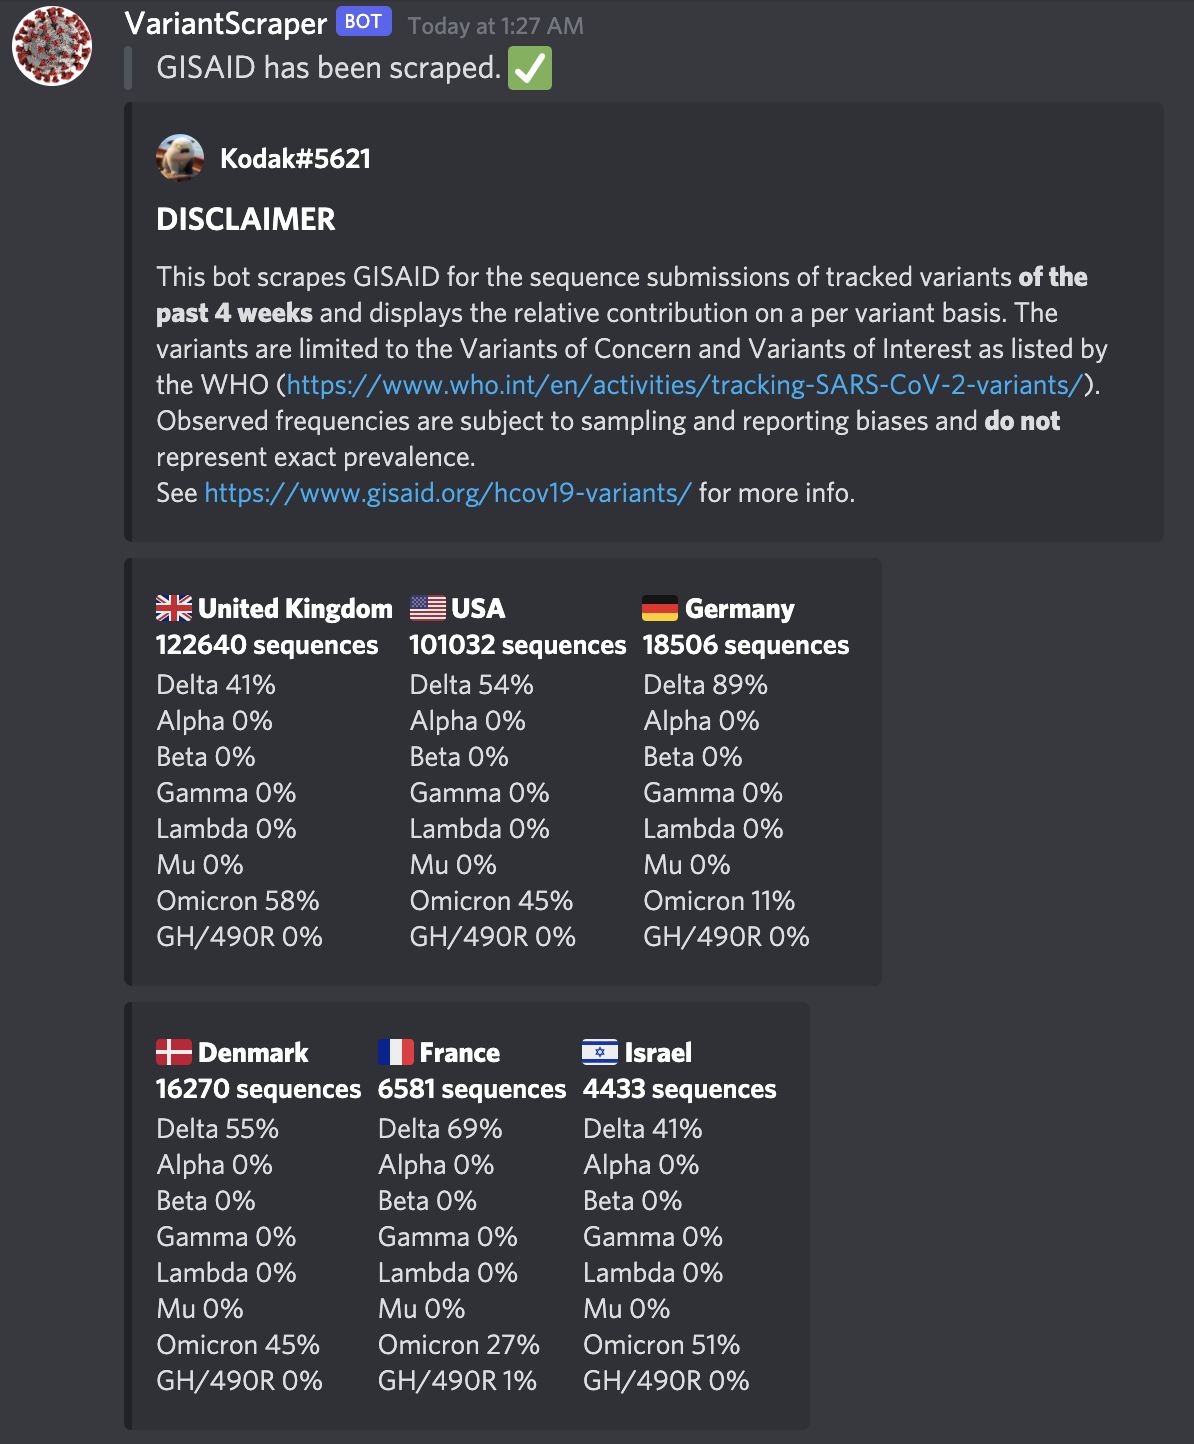 VariantScraper BOT Today at 1:27 AM
GISAID has been scraped.
Kodak#5621
DISCLAIMER
This bot scrapes GISAID for the sequence submissions of tracked variants of the
past 4 weeks and displays the relative contribution on a per variant basis. The
variants are limited to the Variants of Concern and Variants of Interest as listed by
the WHO (https://www.who.int/en/activities/tracking-SARS-CoV-2-variants/).
Observed frequencies are subject to sampling and reporting biases and do not
represent exact prevalence.
See https://www.gisaid.org/hcov19-variants/ for more info.
United Kingdom
122640 sequences
Delta 41%
Alpha 0%
Beta 0%
Gamma 0%
Lambda 0%
Mu 0%
Omicron 58%
GH/490R 0%
USA
101032 sequences
Delta 54%
Alpha 0%
Beta 0%
Gamma 0%
Lambda 0%
Mu 0%
Omicron 45%
GH/490R 0%
Germany
18506 sequences
Delta 89%
Alpha 0%
Beta 0%
Gamma 0%
Lambda 0%
Mu 0%
Omicron 11%
GH/490R 0%
Denmark
16270 sequences
Delta 55%
Alpha 0%
Beta 0%
Gamma 0%
Lambda 0%
Mu 0%
Omicron 45%
GH/490R 0%
France
6581 sequences
Delta 69%
Alpha 0%
Beta 0%
Gamma 0%
Lambda 0%
Mu 0%
Omicron 27%
GH/490R 1%
Israel
4433 sequences
Delta 41%
Alpha 0%
Beta 0%
Gamma 0%
Lambda 0%
Mu 0%
Omicron 51%
GH/490R 0%